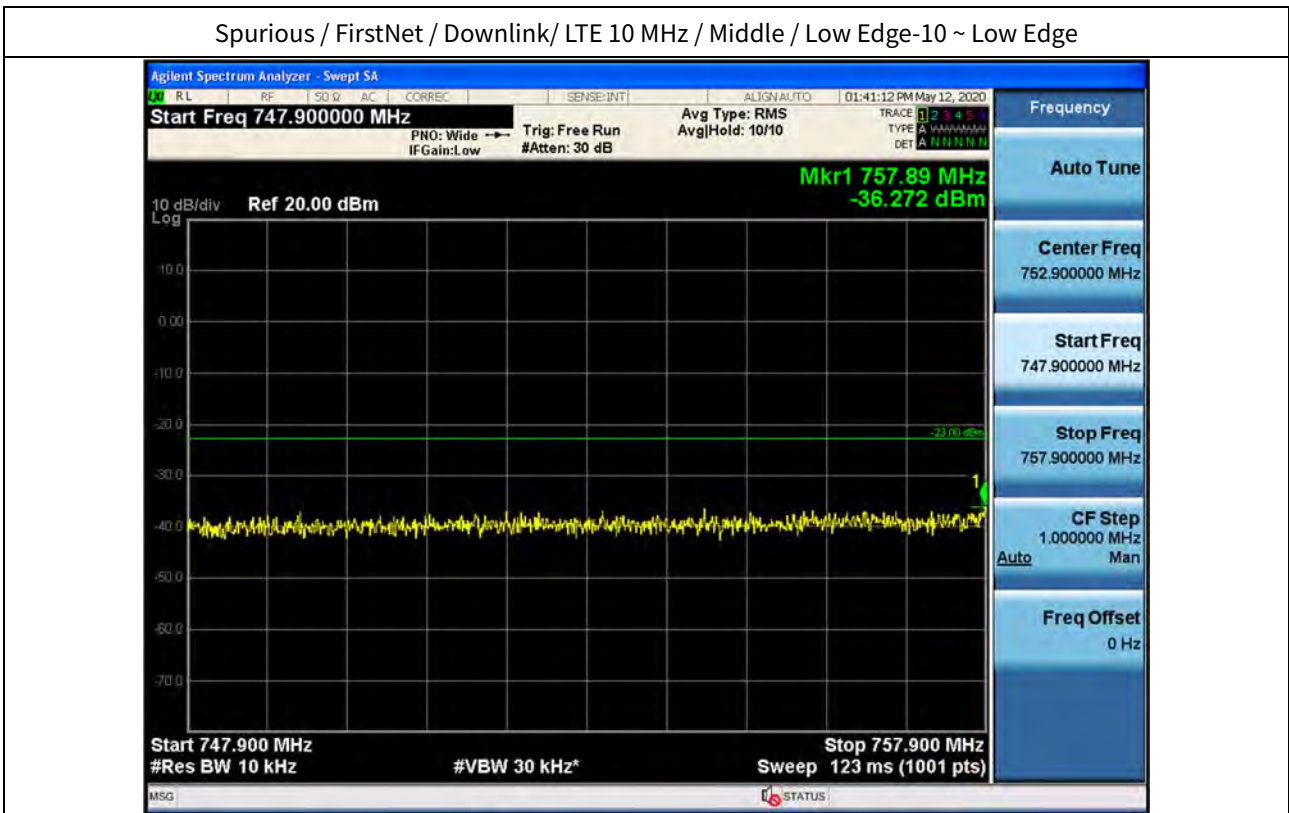 Spurious / FirstNet / Downlink/ LTE 10 MHz / Middle / Low Edge-10 ~ Low Edge
Agilent Spectrum Analyzer - Swept SA
LXI RL RF 50 Ω AC CORREC SENSE:INT ALIGN AUTO 01:41:12 PM May 12, 2020
Start Freq 747.900000 MHz
PNO: Wide
IFGain:Low
Trig: Free Run
#Atten: 30 dB
Avg Type: RMS
Avg|Hold: 10/10
TRACE 1 2 3 4 5 6
TYPE A WWWWW
DET A N N N N N
Mkr1 757.89 MHz
-36.272 dBm
10 dB/div Ref 20.00 dBm
Log
10.0
0.00
-10.0
-20.0
-23.00 dBm
-30.0
1
-40.0
-50.0
-60.0
-70.0
Start 747.900 MHz Stop 757.900 MHz
#Res BW 10 kHz #VBW 30 kHz* Sweep 123 ms (1001 pts)
MSG STATUS
Frequency
Auto Tune
Center Freq
752.900000 MHz
Start Freq
747.900000 MHz
Stop Freq
757.900000 MHz
CF Step
1.000000 MHz
Auto Man
Freq Offset
0 Hz